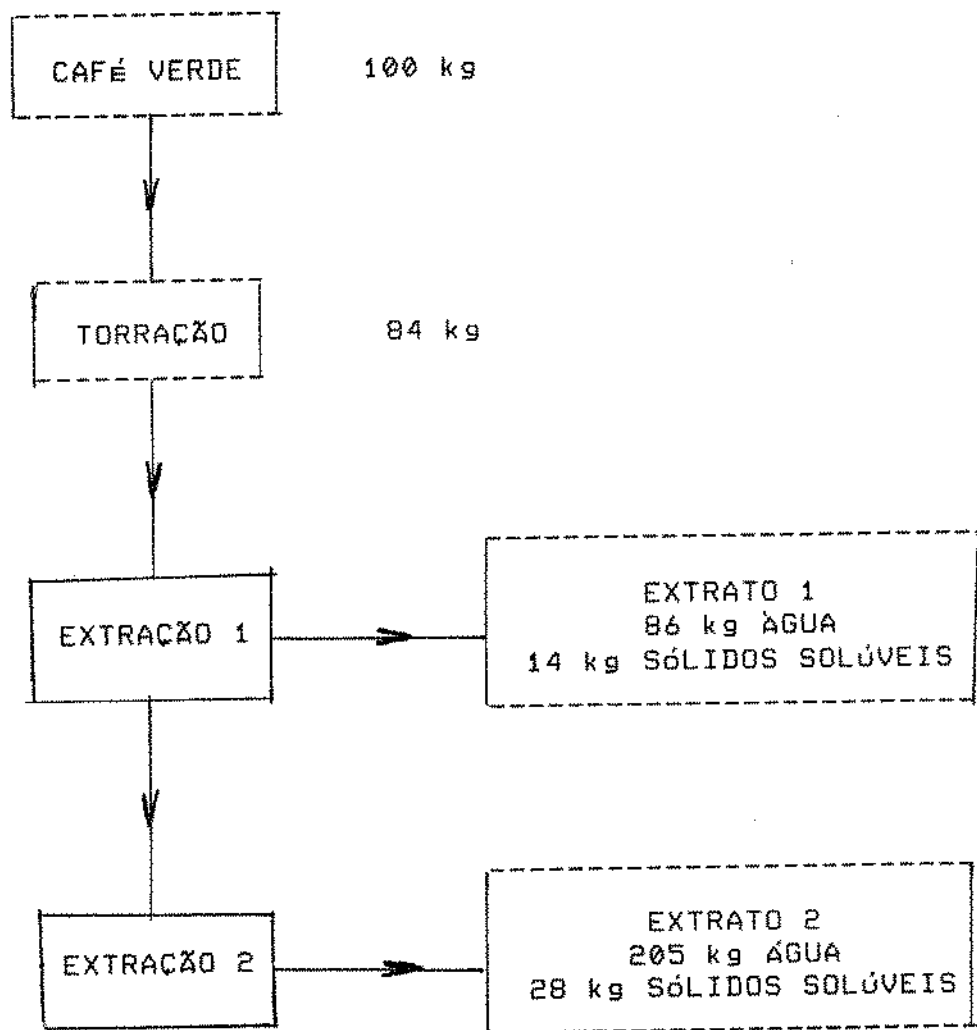 CAFÉ VERDE
100 kg
TORRAÇÃO
84 kg
EXTRAÇÃO 1
EXTRATO 1
86 kg ÀGUA
14 kg SóLIDOS SOLúVEIS
EXTRAÇÃO 2
EXTRATO 2
205 kg ÁGUA
28 kg SóLIDOS SOLúVEIS